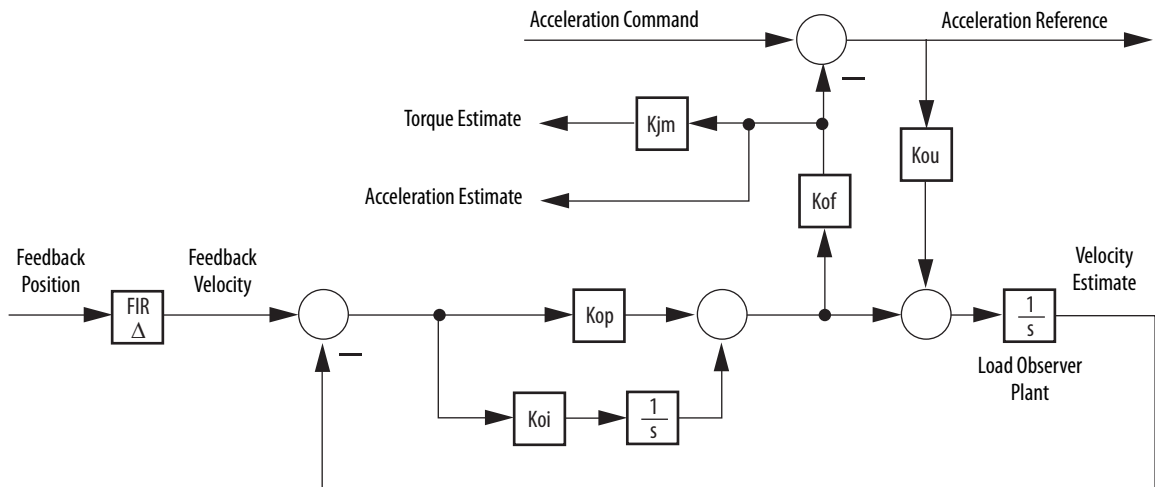 Acceleration Command
Acceleration Reference
Torque Estimate
Kjm
Kou
Acceleration Estimate
Kof
Feedback
Position
Feedback
Velocity
Velocity
Estimate
FIR
Δ
Kop
1
s
Load Observer
Plant
Koi
1
s